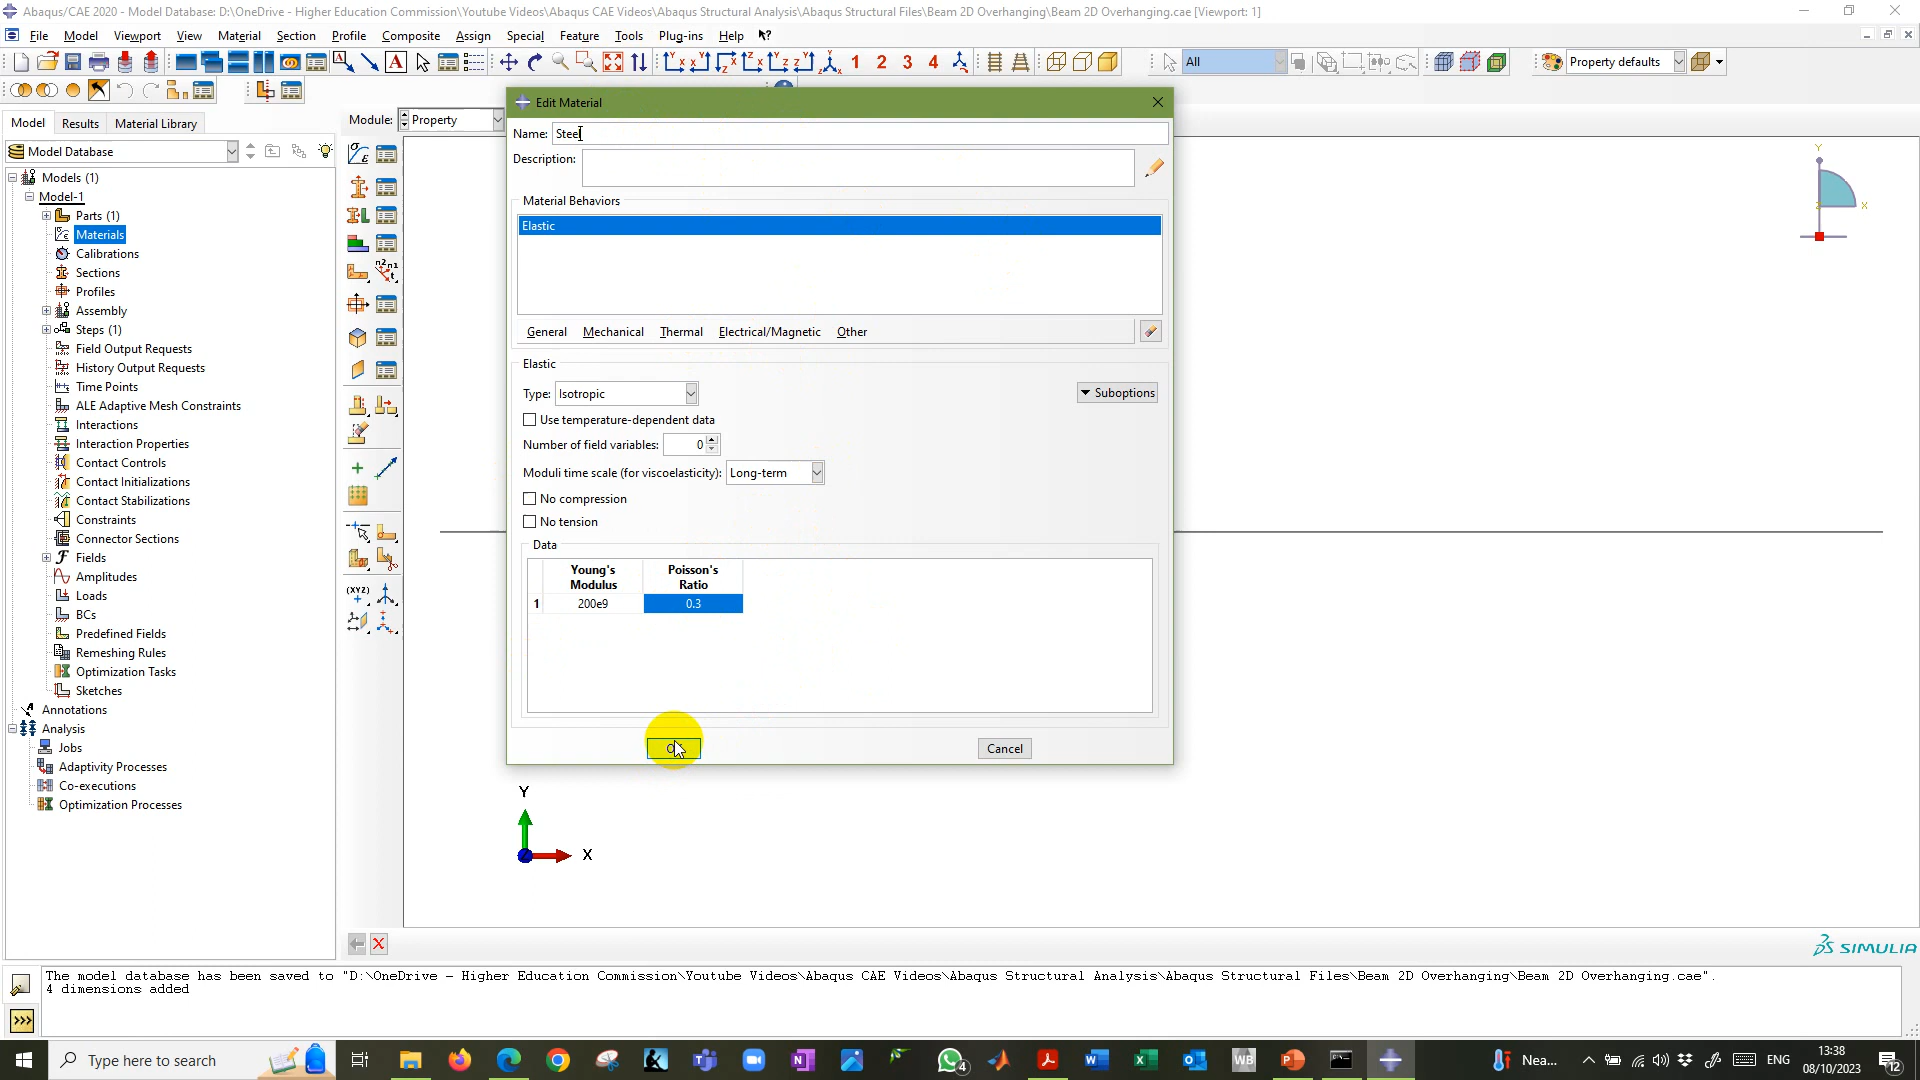 Abaqus/CAE 2020 - Model Database: D:\OneDrive - Higher Education Commission\Youtube Videos\Abaqus CAE Videos\Abaqus Structural Analysis\Abaqus Structural Files\Beam 2D Overhanging\Beam 2D Overhanging.cae [Viewport: 1]
File Model Viewport View Material Section Profile Composite Assign Special Feature Tools Plug-ins Help
1 2 3 4 All Property defaults
Model Results Material Library
Module: Property
Model Database
Models (1)
Model-1
Parts (1)
Materials
Calibrations
Sections
Profiles
Assembly
Steps (1)
Field Output Requests
History Output Requests
Time Points
ALE Adaptive Mesh Constraints
Interactions
Interaction Properties
Contact Controls
Contact Initializations
Contact Stabilizations
Constraints
Connector Sections
Fields
Amplitudes
Loads
BCs
Predefined Fields
Remeshing Rules
Optimization Tasks
Sketches
Annotations
Analysis
Jobs
Adaptivity Processes
Co-executions
Optimization Processes
Edit Material
Name: Steel
Description:
Material Behaviors
Elastic
General Mechanical Thermal Electrical/Magnetic Other
Elastic
Type: Isotropic
Suboptions
Use temperature-dependent data
Number of field variables: 0
Moduli time scale (for viscoelasticity): Long-term
No compression
No tension
Data
Young's Modulus Poisson's Ratio
1 200e9 0.3
Cancel
Y
X
Y
X
SIMULIA
The model database has been saved to "D:\OneDrive - Higher Education Commission\Youtube Videos\Abaqus CAE Videos\Abaqus Structural Analysis\Abaqus Structural Files\Beam 2D Overhanging\Beam 2D Overhanging.cae".
4 dimensions added
>>>
Type here to search
Nea...
ENG
13:38
08/10/2023